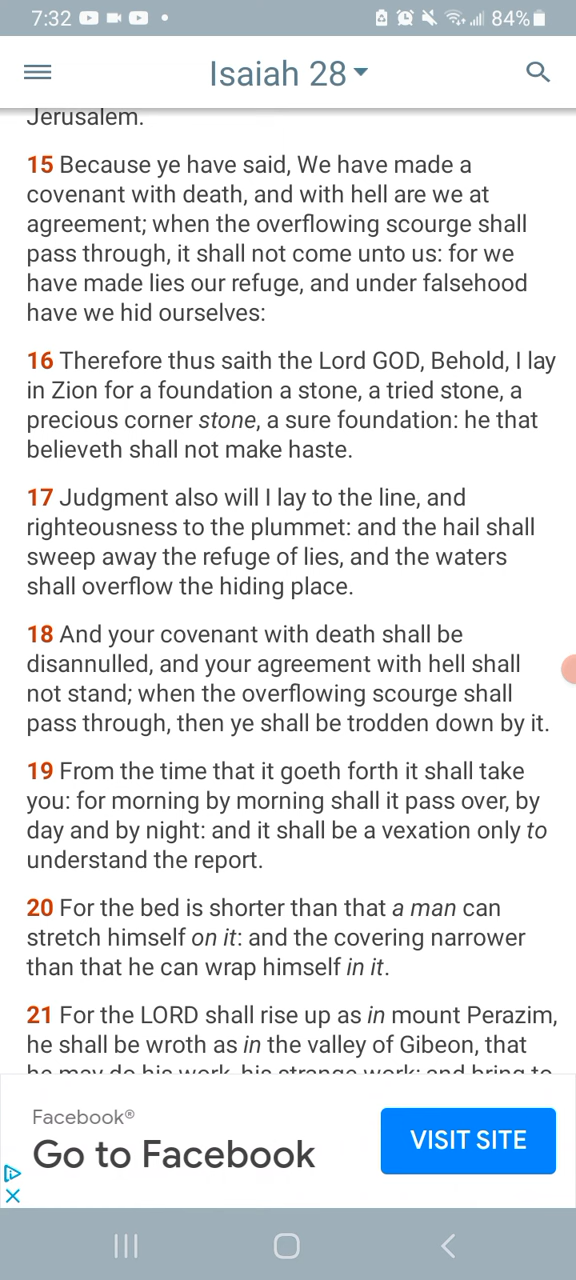 7:32
84%
Isaiah 28
Jerusalem.
15 Because ye have said, We have made a
covenant with death, and with hell are we at
agreement; when the overflowing scourge shall
pass through, it shall not come unto us: for we
have made lies our refuge, and under falsehood
have we hid ourselves:
16 Therefore thus saith the Lord GOD, Behold, I lay
in Zion for a foundation a stone, a tried stone, a
precious corner stone, a sure foundation: he that
believeth shall not make haste.
17 Judgment also will I lay to the line, and
righteousness to the plummet: and the hail shall
sweep away the refuge of lies, and the waters
shall overflow the hiding place.
18 And your covenant with death shall be
disannulled, and your agreement with hell shall
not stand; when the overflowing scourge shall
pass through, then ye shall be trodden down by it.
19 From the time that it goeth forth it shall take
you: for morning by morning shall it pass over, by
day and by night: and it shall be a vexation only to
understand the report.
20 For the bed is shorter than that a man can
stretch himself on it: and the covering narrower
than that he can wrap himself in it.
21 For the LORD shall rise up as in mount Perazim,
he shall be wroth as in the valley of Gibeon, that
he may do his work, his strange work; and bring to
Facebook®
Go to Facebook
VISIT SITE